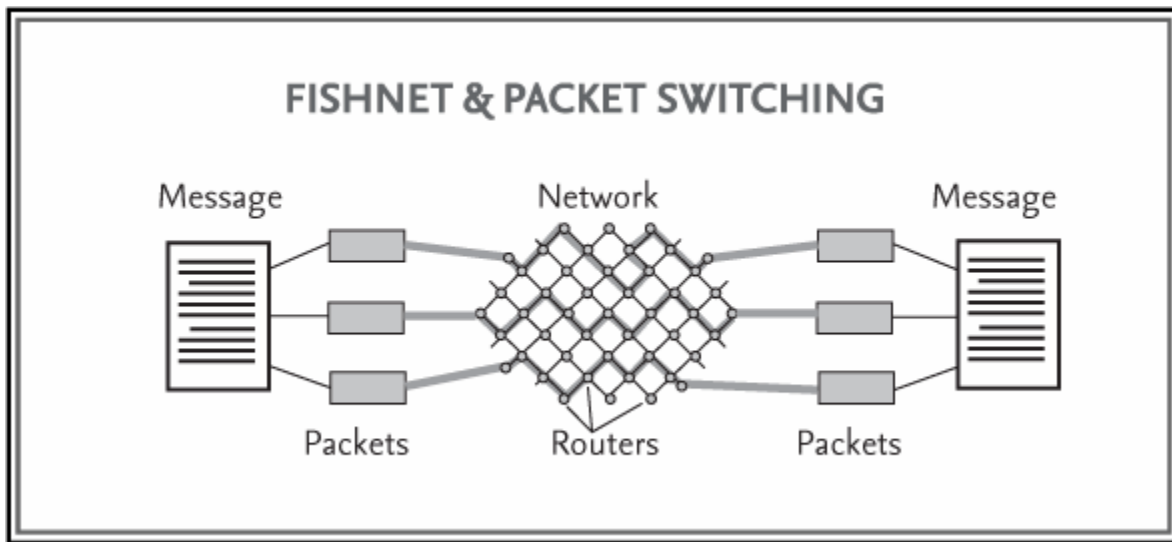 FISHNET & PACKET SWITCHING
Message
Network
Message
Packets
Routers
Packets